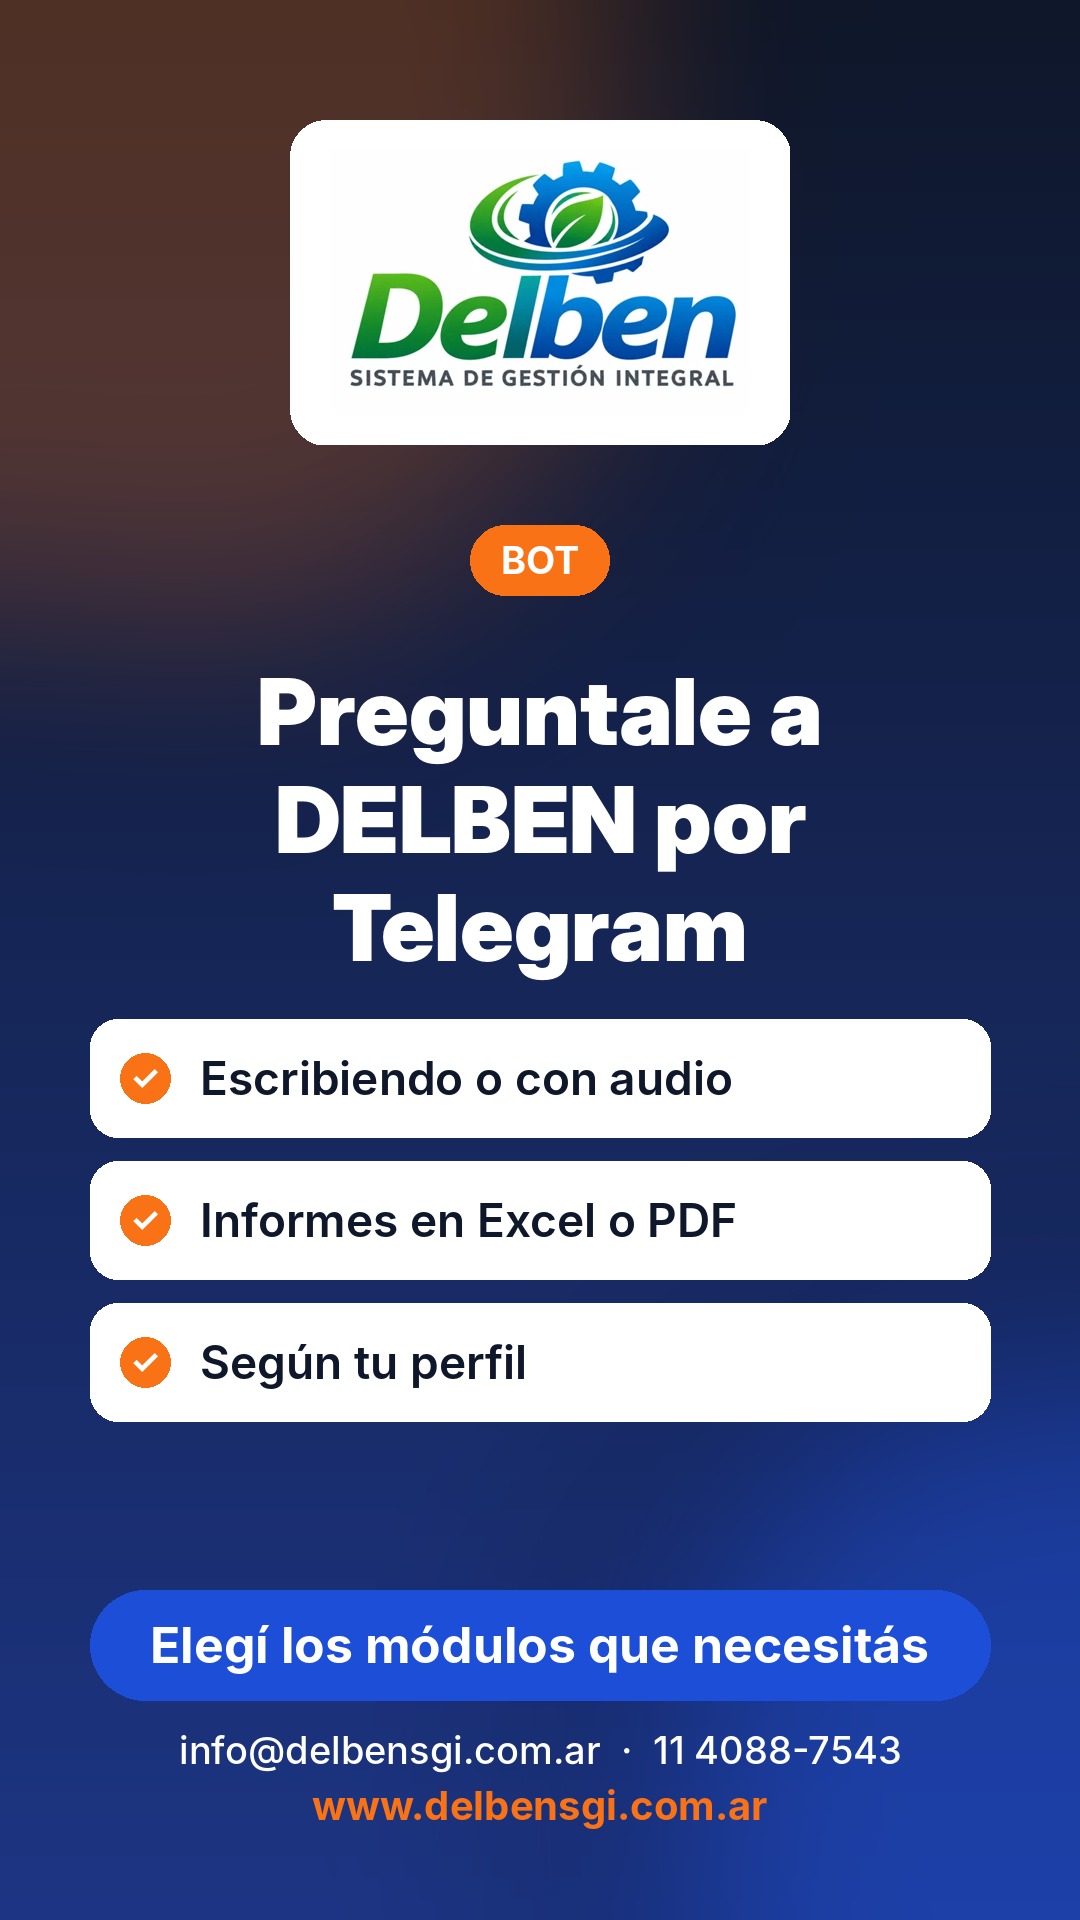 Delben
SISTEMA DE GESTIÓN INTEGRAL
BOT
Preguntale a
DELBEN por
Telegram
Escribiendo o con audio
Informes en Excel o PDF
Según tu perfil
Elegí los módulos que necesitás
info@delbensgi.com.ar · 11 4088-7543
www.delbensgi.com.ar